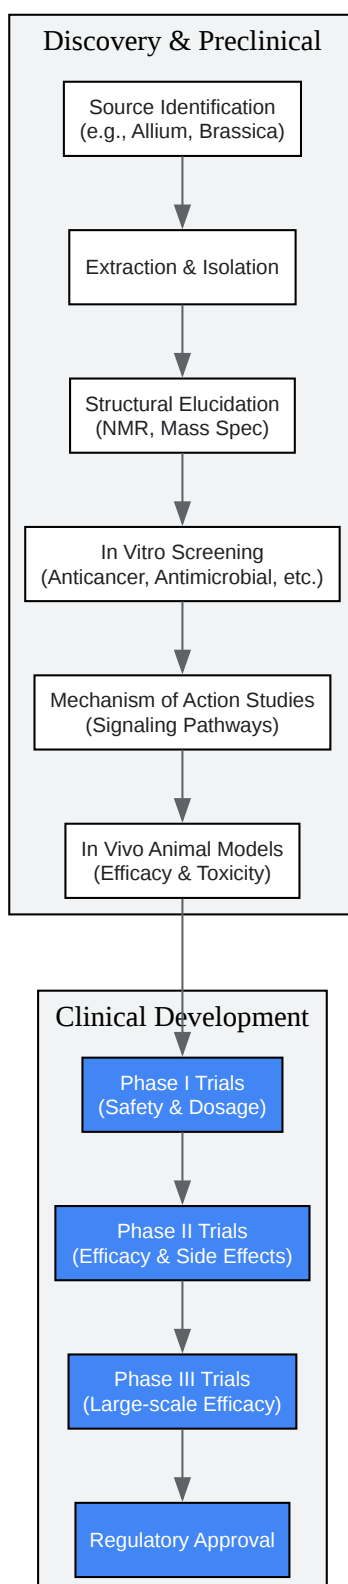 Discovery & Preclinical
Source Identification
(e.g., Allium, Brassica)
Extraction & Isolation
Structural Elucidation
(NMR, Mass Spec)
In Vitro Screening
(Anticancer, Antimicrobial, etc.)
Mechanism of Action Studies
(Signaling Pathways)
In Vivo Animal Models
(Efficacy & Toxicity)
Clinical Development
Phase I Trials
(Safety & Dosage)
Phase II Trials
(Efficacy & Side Effects)
Phase III Trials
(Large-scale Efficacy)
Regulatory Approval